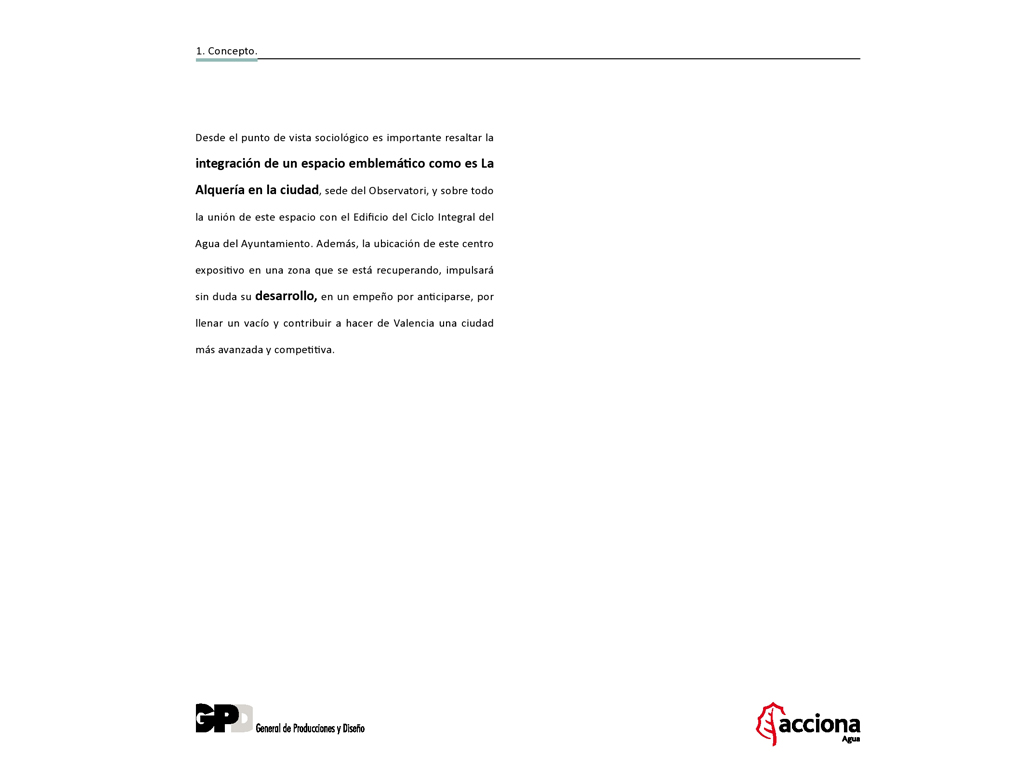 1. Concepto.
Desde el punto de vista sociológico es importante resaltar la
integración de un espacio emblemático como es La
Alquería en la ciudad, sede del Observatori, y sobre todo
la unión de este espacio con el Edificio del Ciclo Integral del
Agua del Ayuntamiento. Además, la ubicación de este centro
expositivo en una zona que se está recuperando, impulsará
sin duda su desarrollo, en un empeño por anticiparse, por
llenar un vacío y contribuir a hacer de Valencia una ciudad
más avanzada y competitiva.
GPD General de Producciones y Diseño
acciona
Agua